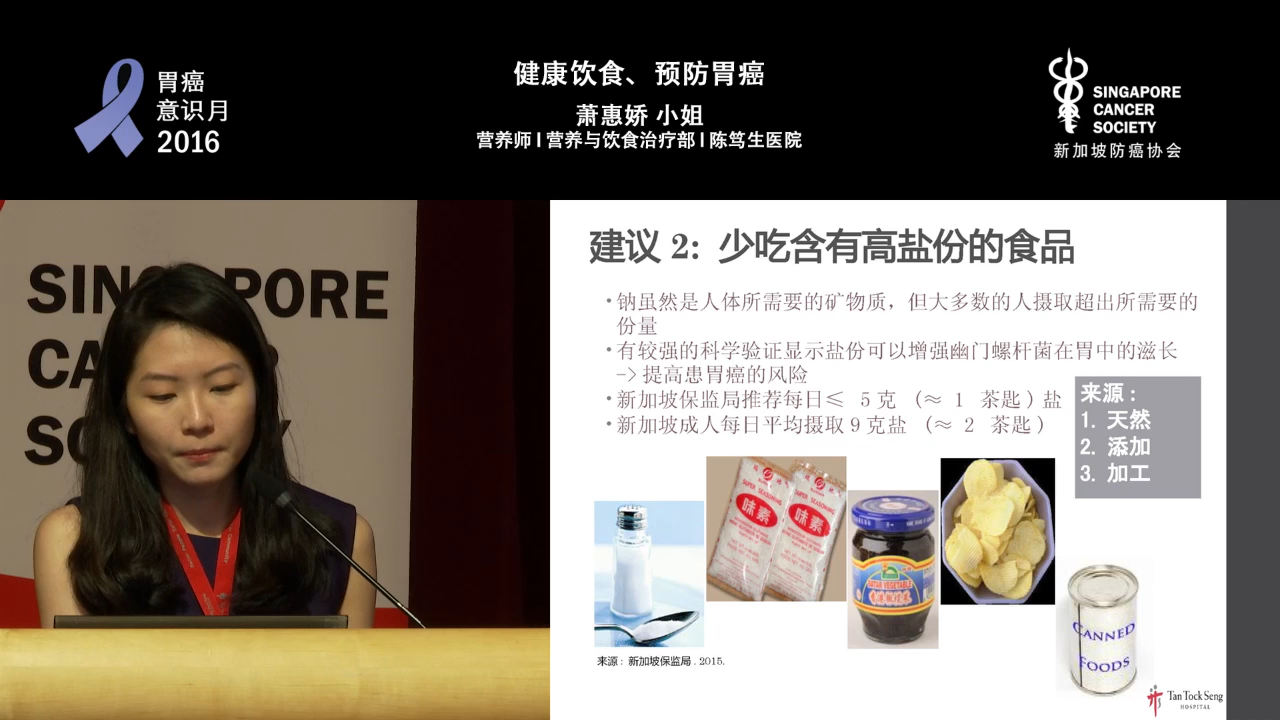 胃癌
意识月
2016
健康饮食、预防胃癌
萧惠娇 小姐
营养师 I 营养与饮食治疗部 I 陈笃生医院
SINGAPORE
CANCER
SOCIETY
新加坡防癌协会
建议 2: 少吃含有高盐份的食品
•钠虽然是人体所需要的矿物质，但大多数的人摄取超出所需要的
份量
•有较强的科学验证显示盐份可以增强幽门螺杆菌在胃中的滋长
–> 提高患胃癌的风险
•新加坡保监局推荐每日≤ 5 克 （≈ 1 茶匙）盐
•新加坡成人每日平均摄取 9 克盐 （≈ 2 茶匙）
来源：
1. 天然
2. 添加
3. 加工
SUPER SEASONING
味素
SUPER SEASONING
味素
SATAR VEGETABLE
CANNED
FOODS
来源：新加坡保监局 . 2015.
Tan Tock Seng
HOSPITAL